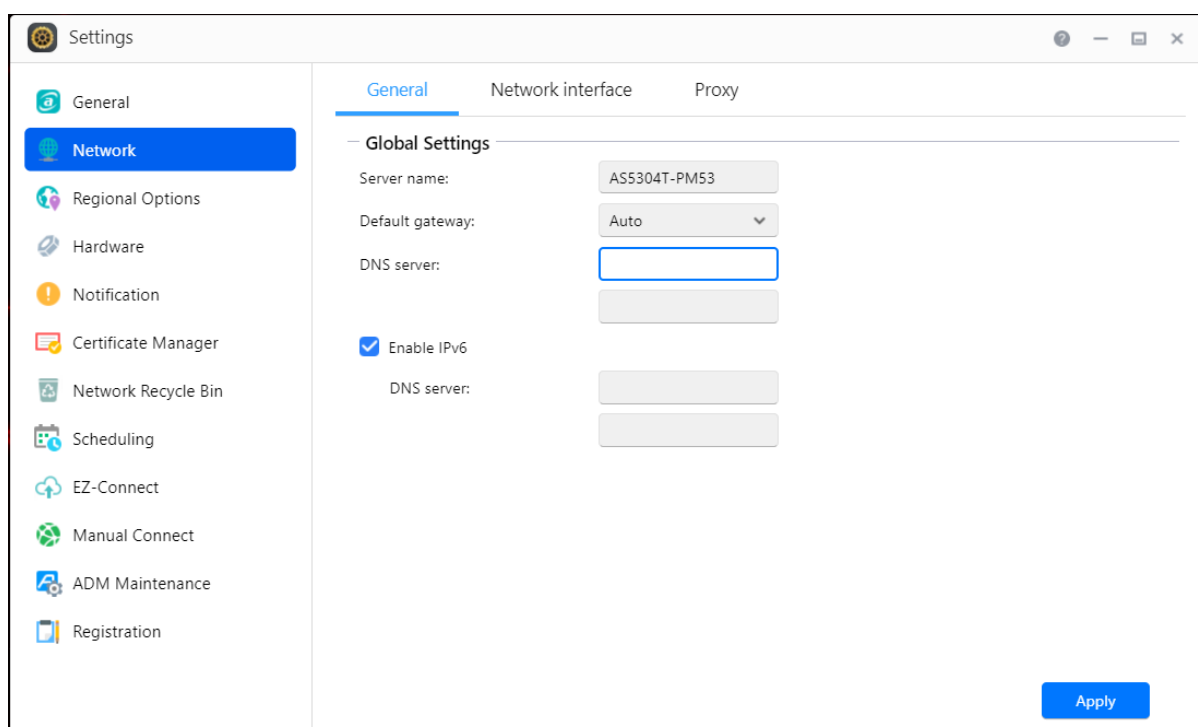 Settings
General
Network
Regional Options
Hardware
Notification
Certificate Manager
Network Recycle Bin
Scheduling
EZ-Connect
Manual Connect
ADM Maintenance
Registration
General Network interface Proxy
Global Settings
Server name: AS5304T-PM53
Default gateway: Auto
DNS server:
Enable IPv6
DNS server:
Apply